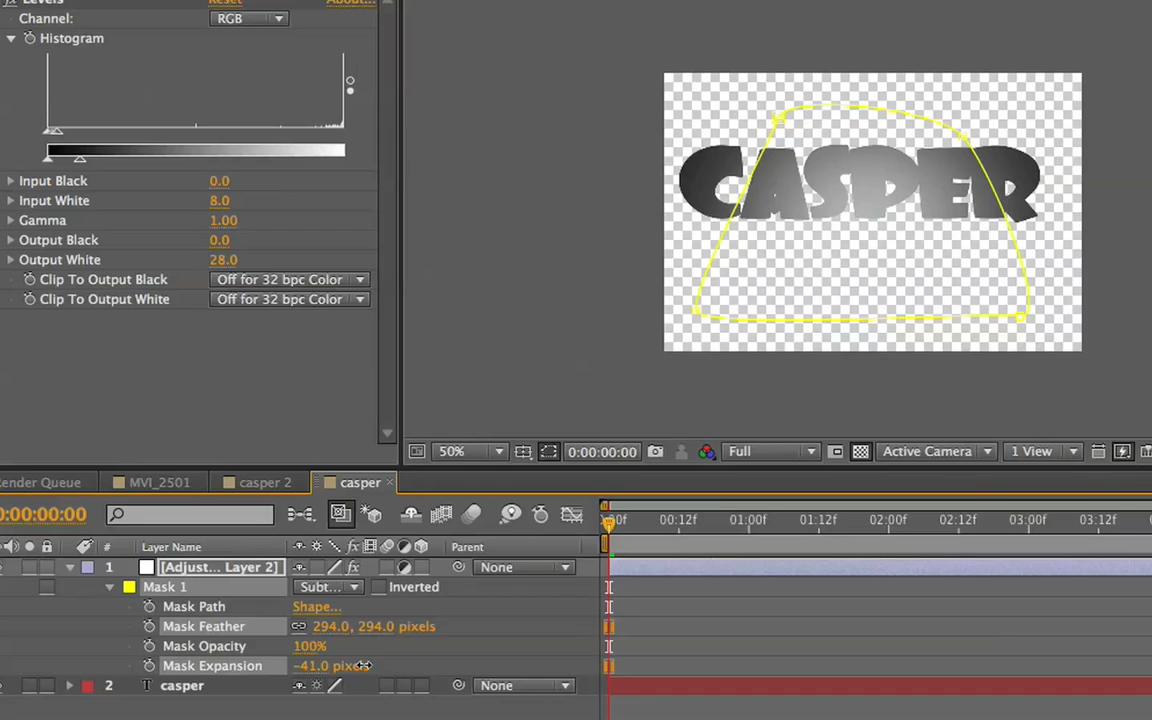 Levels Reset About...
Channel: RGB
Histogram
Input Black 0.0
Input White 8.0
Gamma 1.00
Output Black 0.0
Output White 28.0
Clip To Output Black Off for 32 bpc Color
Clip To Output White Off for 32 bpc Color
CASPER
50% 0:00:00:00 Full Active Camera 1 View
ender Queue MVI_2501 casper 2 casper
0:00:00:00
:00f 00:12f 01:00f 01:12f 02:00f 02:12f 03:00f 03:12f
# Layer Name fx Parent
1 [Adjust... Layer 2] fx None
Mask 1 Subt... Inverted
Mask Path Shape...
Mask Feather 294.0, 294.0 pixels
Mask Opacity 100%
Mask Expansion -41.0 pixels
2 T casper None